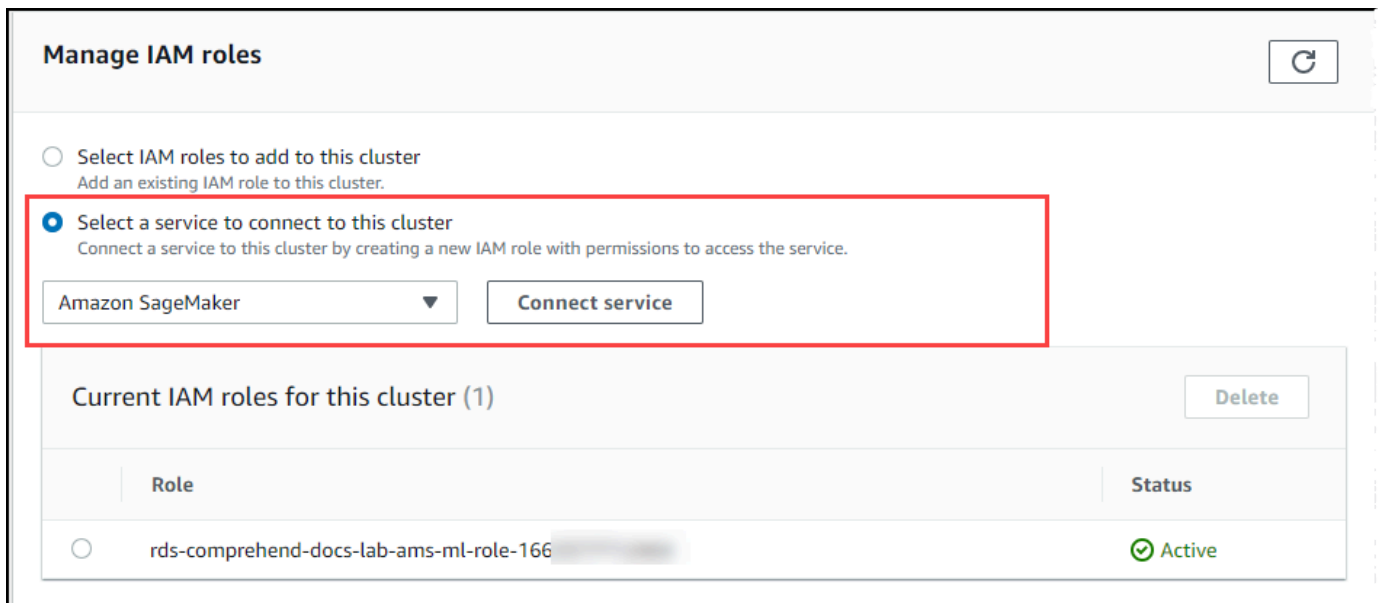 Manage IAM roles
Select IAM roles to add to this cluster
Add an existing IAM role to this cluster.
Select a service to connect to this cluster
Connect a service to this cluster by creating a new IAM role with permissions to access the service.
Amazon SageMaker Connect service
Current IAM roles for this cluster (1) Delete
Role Status
rds-comprehend-docs-lab-ams-ml-role-166 Active